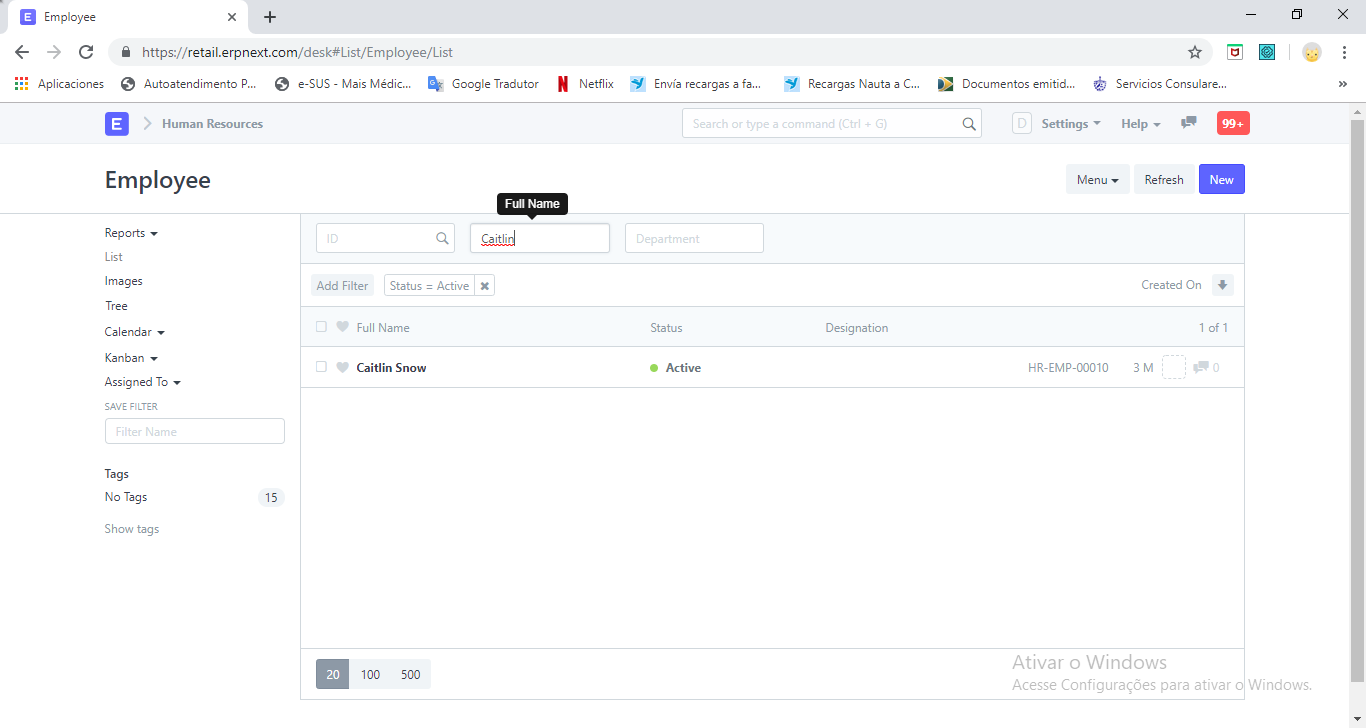 E Employee
https://retail.erpnext.com/desk#List/Employee/List
Aplicaciones Autoatendimento P... e-SUS - Mais Médic... Google Tradutor Netflix Envía recargas a fa... Recargas Nauta a C... Documentos emitid... Servicios Consulare... »
E Human Resources Search or type a command (Ctrl + G) D Settings Help 99+
Employee Menu Refresh New
Full Name
ID Caitlin Department
Reports
List
Images
Tree
Calendar
Kanban
Assigned To
SAVE FILTER
Filter Name
Tags
No Tags 15
Show tags
Add Filter Status = Active Created On
Full Name Status Designation 1 of 1
Caitlin Snow Active HR-EMP-00010 3 M 0
20 100 500
Ativar o Windows
Acesse Configurações para ativar o Windows.